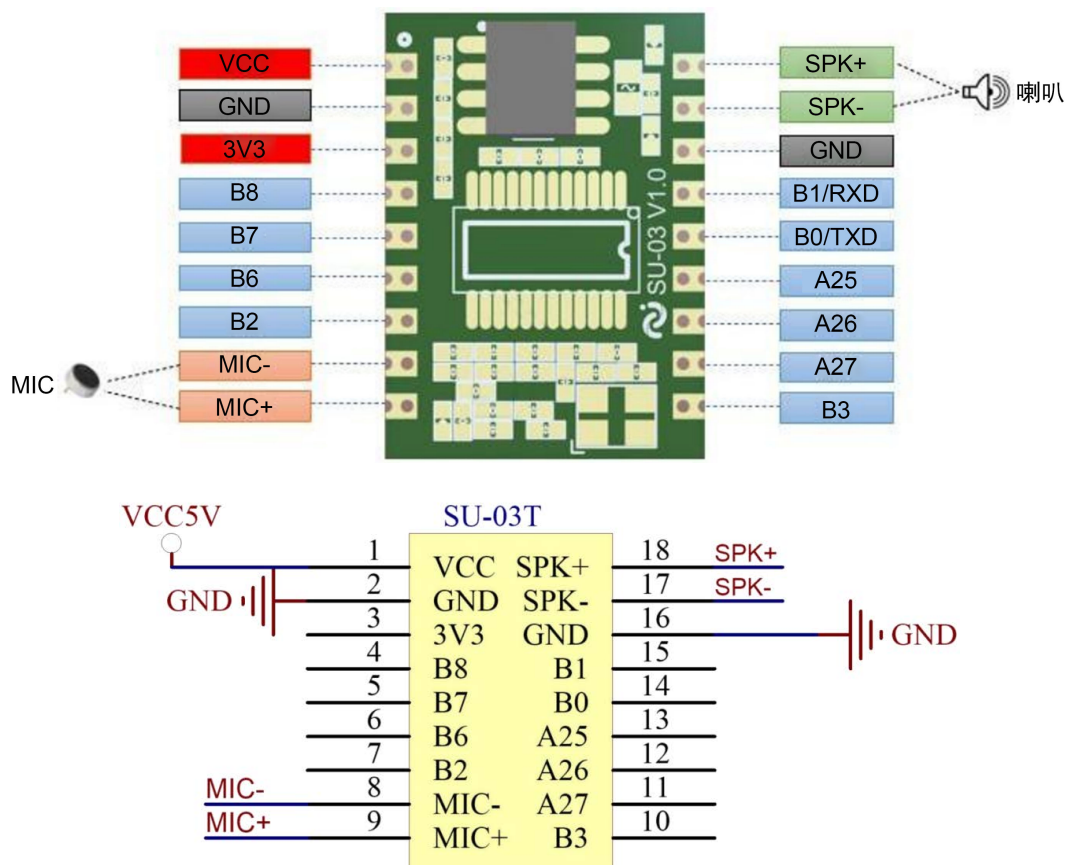 VCC
GND
3V3
B8
B7
B6
B2
MIC-
MIC+
MIC
SU-03 V1.0
SPK+
SPK-
GND
B1/RXD
B0/TXD
A25
A26
A27
B3
喇叭
VCC5V
SU-03T
GND
1 VCC SPK+ 18 SPK+
2 GND SPK- 17 SPK-
3 3V3 GND 16 GND
4 B8 B1 15
5 B7 B0 14
6 B6 A25 13
7 B2 A26 12
MIC- 8 MIC- A27 11
MIC+ 9 MIC+ B3 10